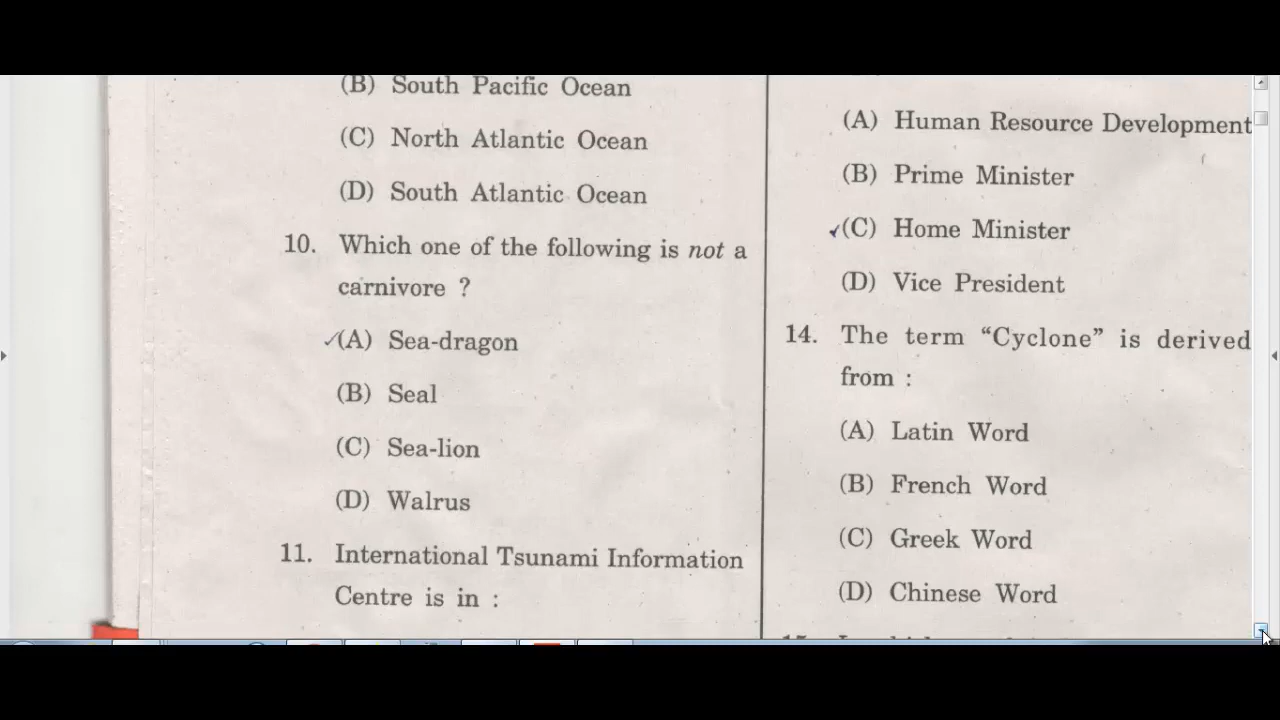 (B) South Pacific Ocean
(C) North Atlantic Ocean
(D) South Atlantic Ocean
10. Which one of the following is not a
carnivore ?
(A) Sea-dragon
(B) Seal
(C) Sea-lion
(D) Walrus
11. International Tsunami Information
Centre is in :
(A) Human Resource Development
(B) Prime Minister
(C) Home Minister
(D) Vice President
14. The term “Cyclone” is derived
from :
(A) Latin Word
(B) French Word
(C) Greek Word
(D) Chinese Word